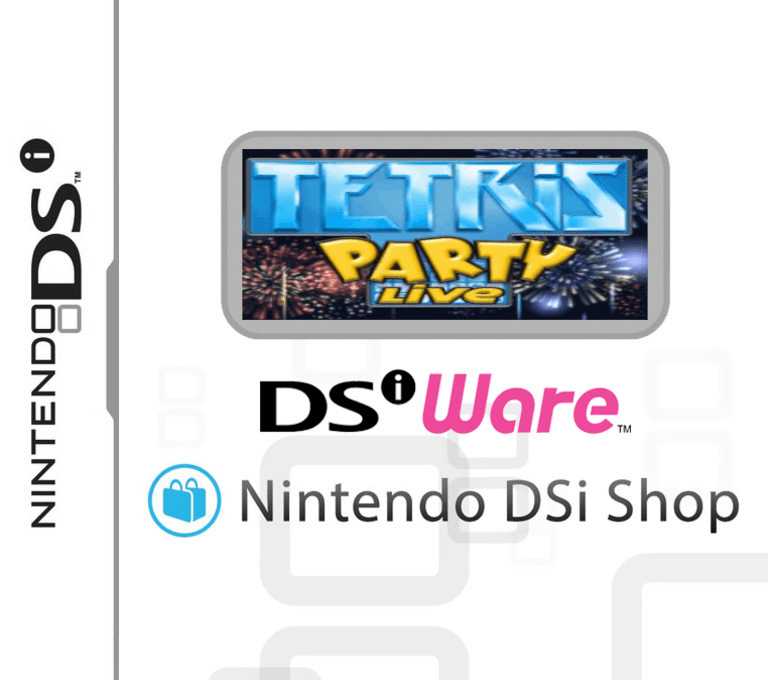 NINTENDO DSi™
TETRIS
PARTY
Live
DSiWare™
Nintendo DSi Shop